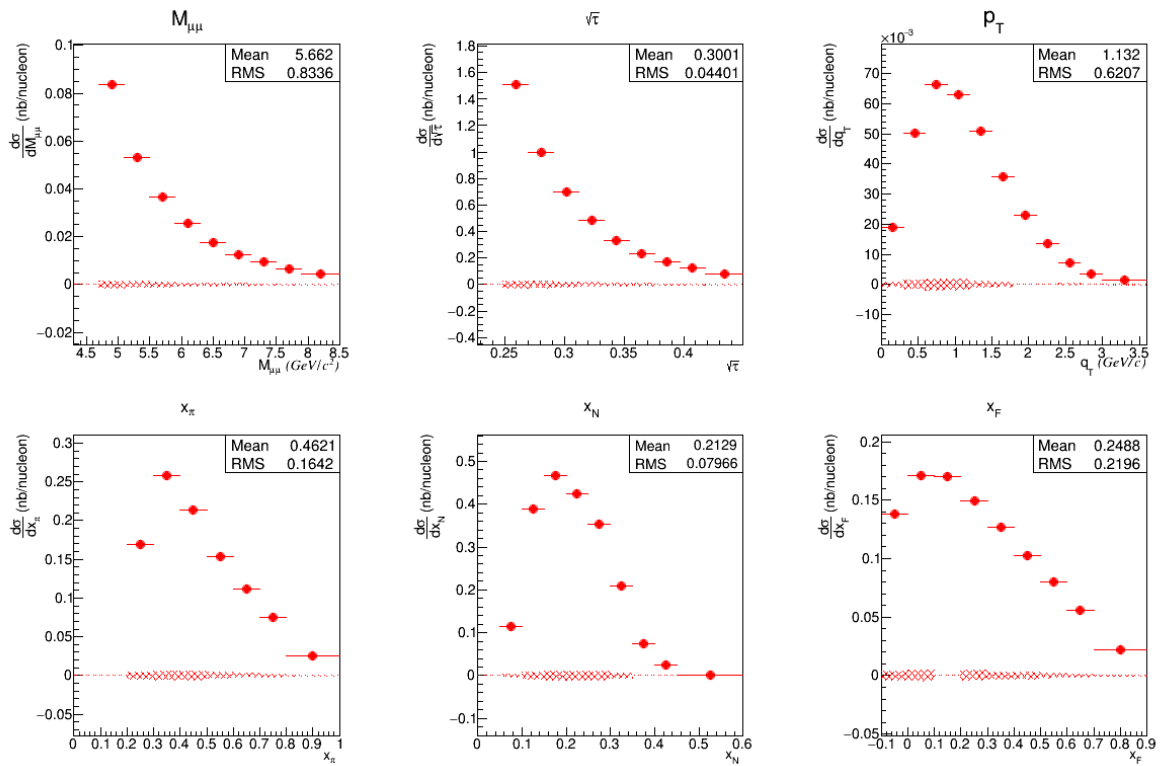 M_μμ
Mean 5.662
RMS 0.8336
dσ/dM_μμ (nb/nucleon)
0.1
0.08
0.06
0.04
0.02
0
−0.02
4.5 5 5.5 6 6.5 7 7.5 8 8.5
M_μμ (GeV/c²)
√τ
Mean 0.3001
RMS 0.04401
dσ/d√τ (nb/nucleon)
1.8
1.6
1.4
1.2
1.0
0.8
0.6
0.4
0.2
0
−0.2
−0.4
0.25 0.3 0.35 0.4
√τ
p_T
×10⁻³
Mean 1.132
RMS 0.6207
dσ/dq_T (nb/nucleon)
70
60
50
40
30
20
10
0
−10
0 0.5 1 1.5 2 2.5 3 3.5
q_T (GeV/c)
x_π
Mean 0.4621
RMS 0.1642
dσ/dx_π (nb/nucleon)
0.3
0.25
0.2
0.15
0.1
0.05
0
−0.05
0 0.1 0.2 0.3 0.4 0.5 0.6 0.7 0.8 0.9 1
x_π
x_N
Mean 0.2129
RMS 0.07966
dσ/dx_N (nb/nucleon)
0.5
0.4
0.3
0.2
0.1
0
−0.1
0 0.1 0.2 0.3 0.4 0.5 0.6
x_N
x_F
Mean 0.2488
RMS 0.2196
dσ/dx_F (nb/nucleon)
0.2
0.15
0.1
0.05
0
−0.05
−0.1 0 0.1 0.2 0.3 0.4 0.5 0.6 0.7 0.8 0.9
x_F